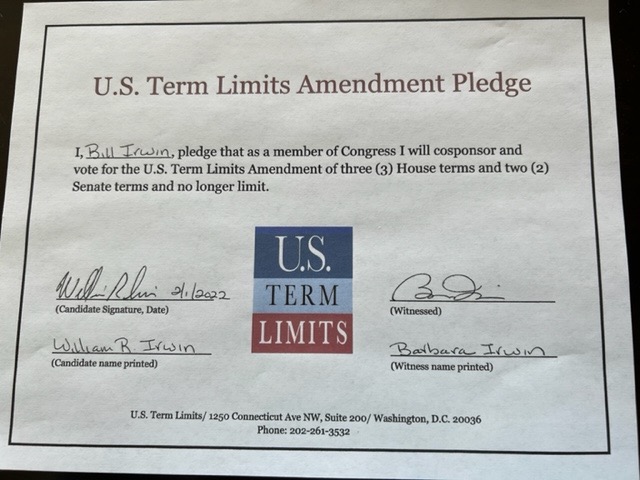 U.S. Term Limits Amendment Pledge
I, Bill Irwin, pledge that as a member of Congress I will cosponsor and
vote for the U.S. Term Limits Amendment of three (3) House terms and two (2)
Senate terms and no longer limit.
U.S.
TERM
LIMITS
2/1/2022
(Candidate Signature, Date)
(Witnessed)
William R. Irwin
(Candidate name printed)
Barbara Irwin
(Witness name printed)
U.S. Term Limits/ 1250 Connecticut Ave NW, Suite 200/ Washington, D.C. 20036
Phone: 202-261-3532